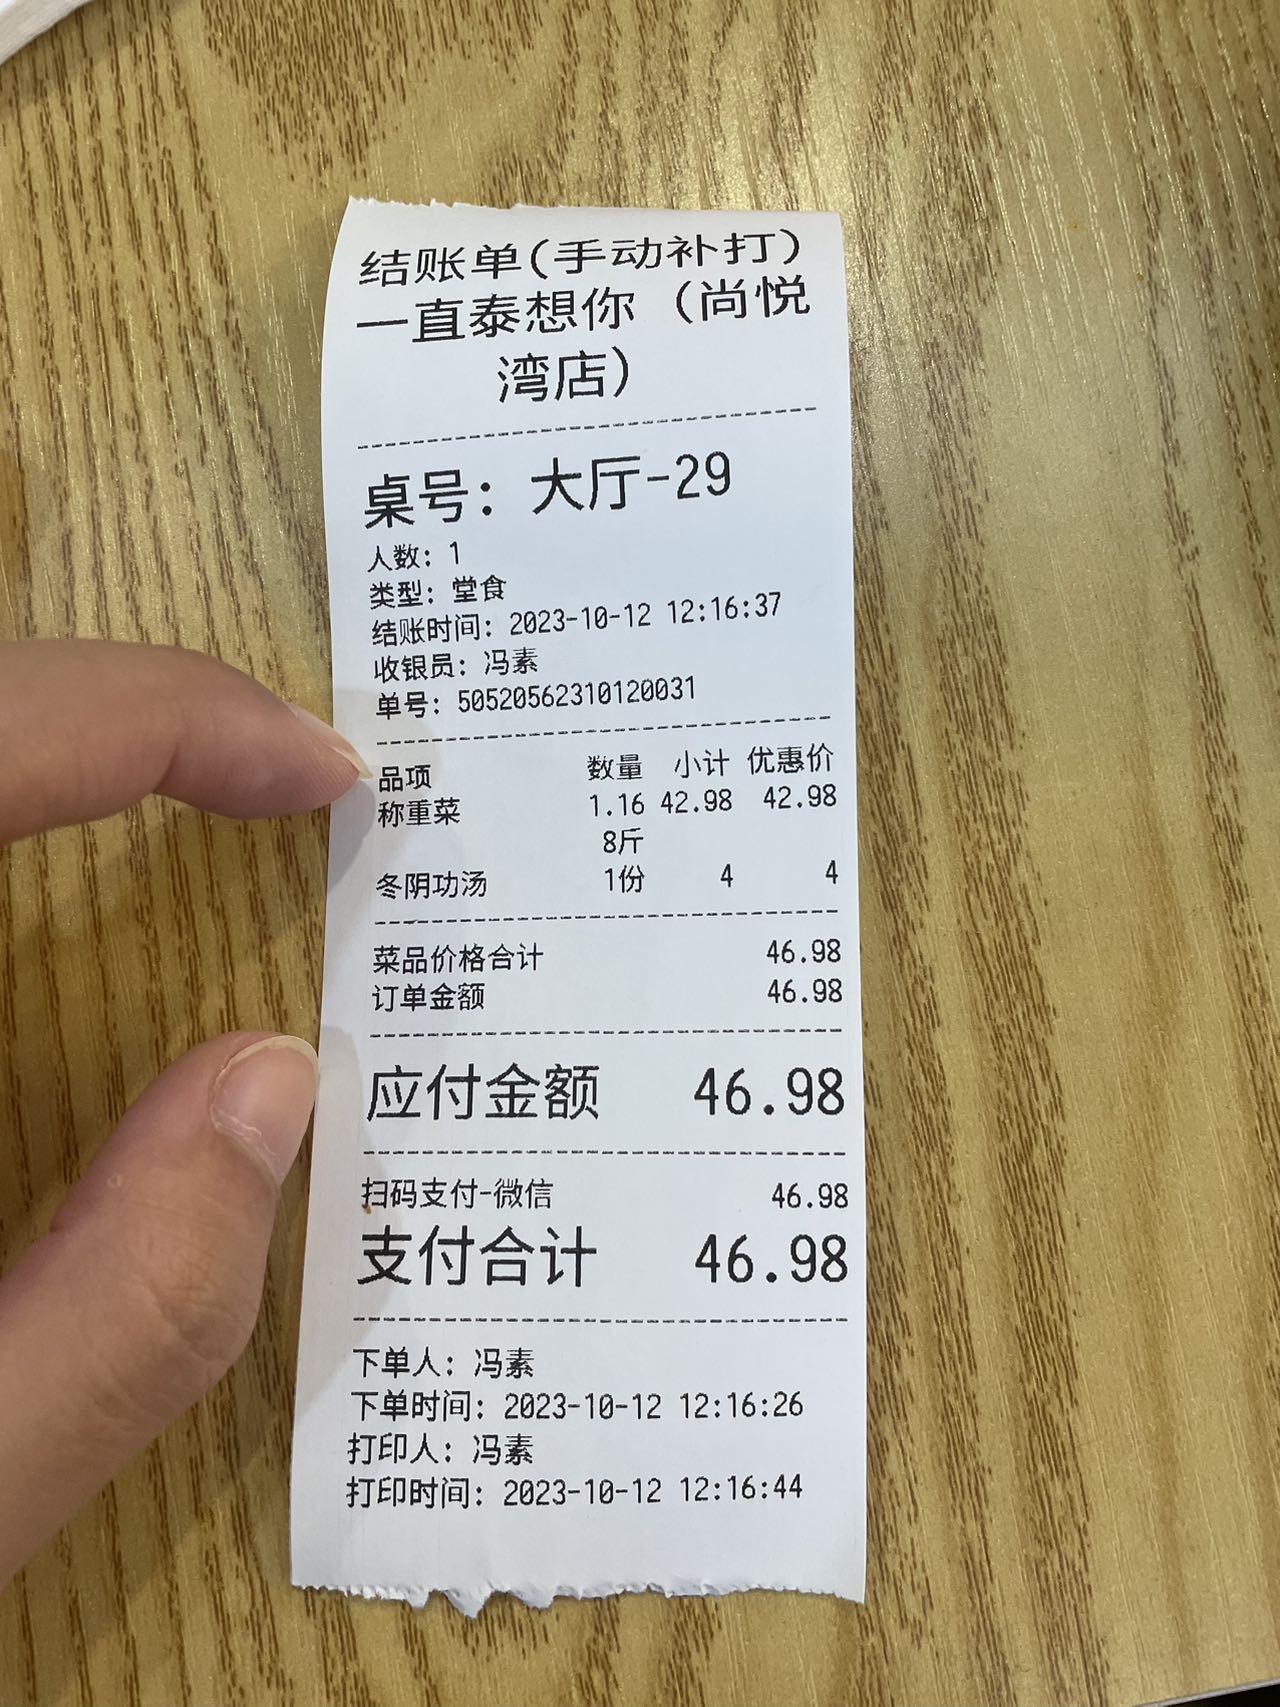 结账单(手动补打)
一直泰想你（尚悦
湾店）
桌号：大厅-29
人数：1
类型：堂食
结账时间：2023-10-12 12:16:37
收银员：冯素
单号：50520562310120031
品项 数量 小计 优惠价
称重菜 1.16 42.98 42.98
8斤
冬阴功汤 1份 4 4
菜品价格合计 46.98
订单金额 46.98
应付金额 46.98
扫码支付-微信 46.98
支付合计 46.98
下单人：冯素
下单时间：2023-10-12 12:16:26
打印人：冯素
打印时间：2023-10-12 12:16:44